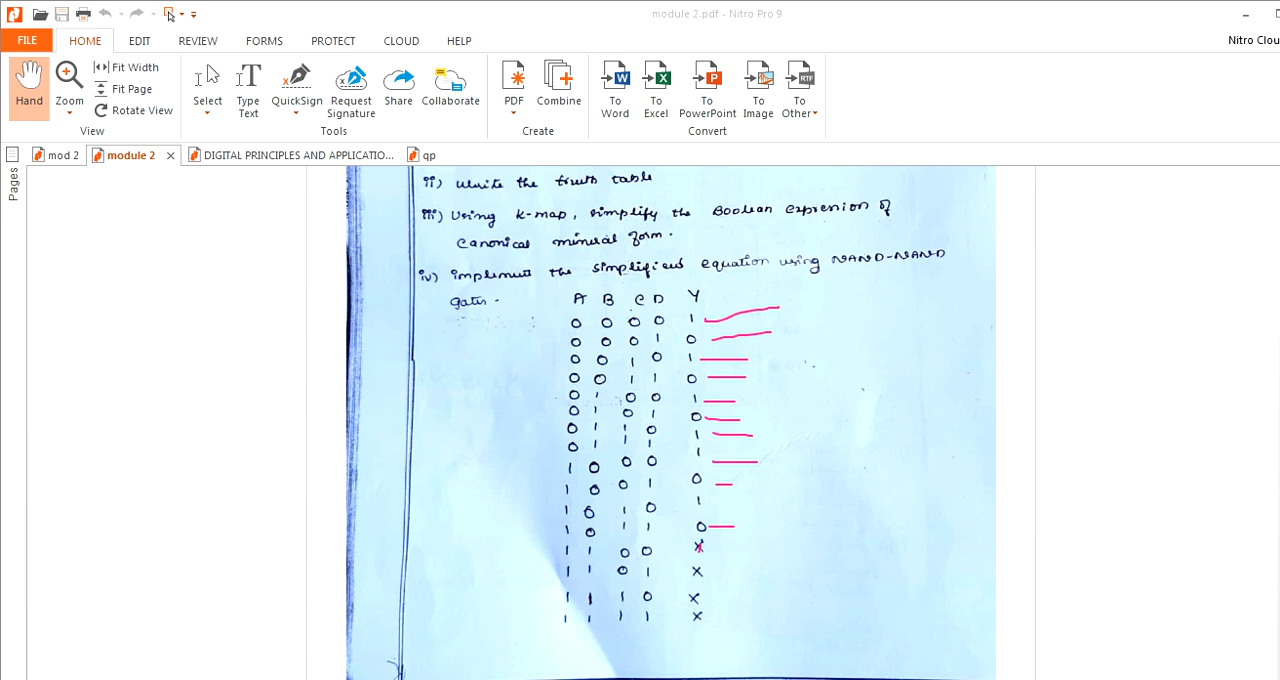 module 2.pdf - Nitro Pro 9
FILE HOME EDIT REVIEW FORMS PROTECT CLOUD HELP Nitro Clou
Hand Zoom Fit Width Fit Page Rotate View
Select Type Text QuickSign Request Signature Share Collaborate
PDF Combine
To Word To Excel To PowerPoint To Image To Other
View Tools Create Convert
mod 2 module 2 DIGITAL PRINCIPLES AND APPLICATIO... qp
Pages
ii) Write the truth table
iii) Using K-map, simplify the Boolean expression of
canonical minimal form.
iv) implement the simplified equation using NAND-NAND
gates.
A B C D Y
0 0 0 0 1
0 0 0 1 0
0 0 1 0 1
0 0 1 1 0
0 1 0 0 1
0 1 0 1 0
0 1 1 0 1
0 1 1 1 1
1 0 0 0
1 0 0 1 0
1 0 1 0 1
1 0 1 1 0
1 1 0 0 X
1 1 0 1 X
1 1 1 0 X
1 1 1 1 X